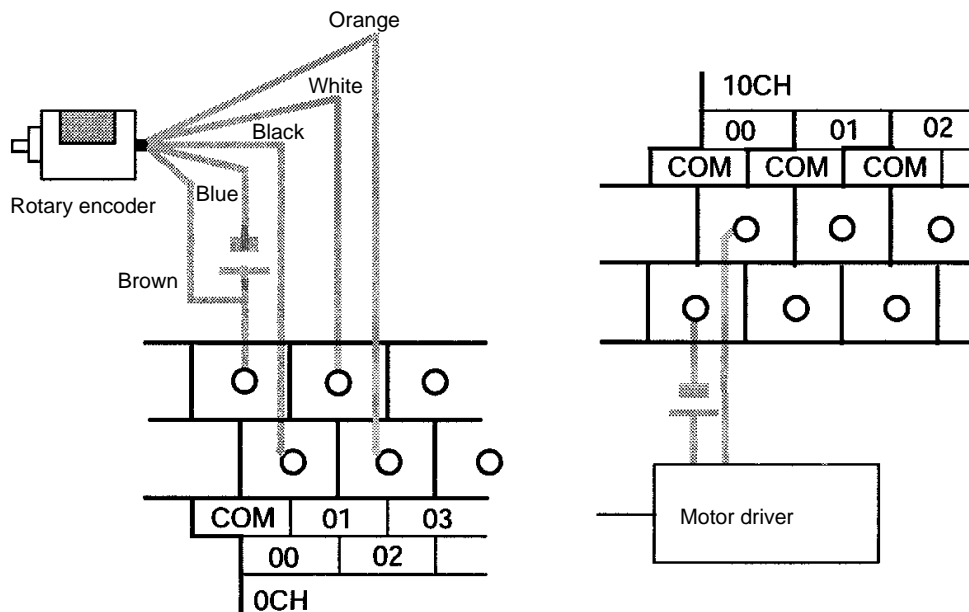 Orange
White
Black
Blue
Rotary encoder
Brown
COM 01 03
00 02
0CH
10CH
00 01 02
COM COM COM
Motor driver